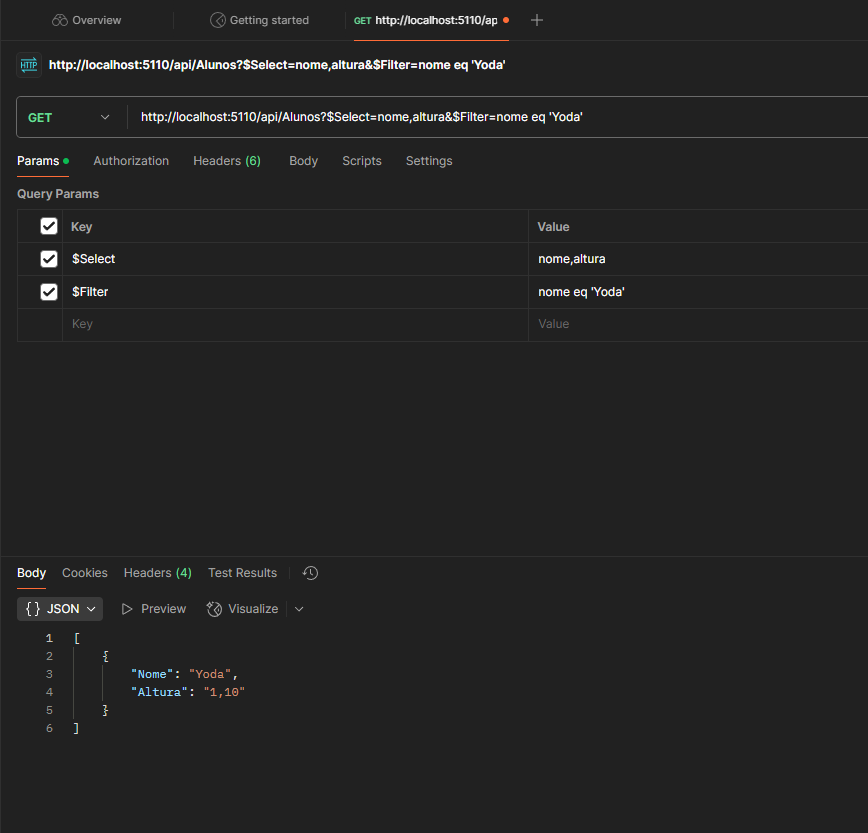 Overview
Getting started
GET http://localhost:5110/ap
HTTP http://localhost:5110/api/Alunos?$Select=nome,altura&$Filter=nome eq 'Yoda'
GET http://localhost:5110/api/Alunos?$Select=nome,altura&$Filter=nome eq 'Yoda'
Params Authorization Headers (6) Body Scripts Settings
Query Params
Key Value
$Select nome,altura
$Filter nome eq 'Yoda'
Key Value
Body Cookies Headers (4) Test Results
{} JSON Preview Visualize
1 [
2 {
3 "Nome": "Yoda",
4 "Altura": "1,10"
5 }
6 ]